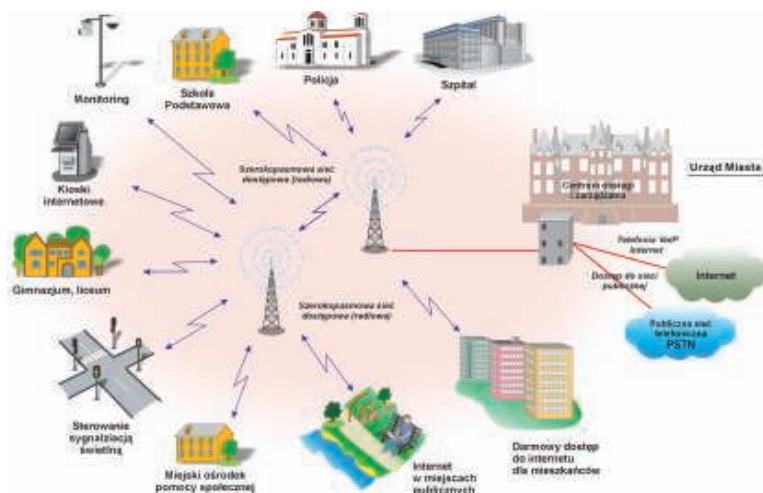 Monitoring
Szkoła
Podstawowa
Policja
Szpital
Kioski
internetowe
Szerokopasmowa sieć
dostępowa (radiowa)
Centrum obsługi
i zarządzania
Urząd Miasta
Telefonia VoIP
Internet
Dostęp do sieci
publicznej
Internet
Gimnazjum, liceum
Szerokopasmowa sieć
dostępowa (radiowa)
Publiczna sieć
telefoniczna
PSTN
Sterowanie
sygnalizacją
świetlną
Miejski ośrodek
pomocy społecznej
Internet
w miejscach
publicznych
Darmowy dostęp
do internetu
dla mieszkańców